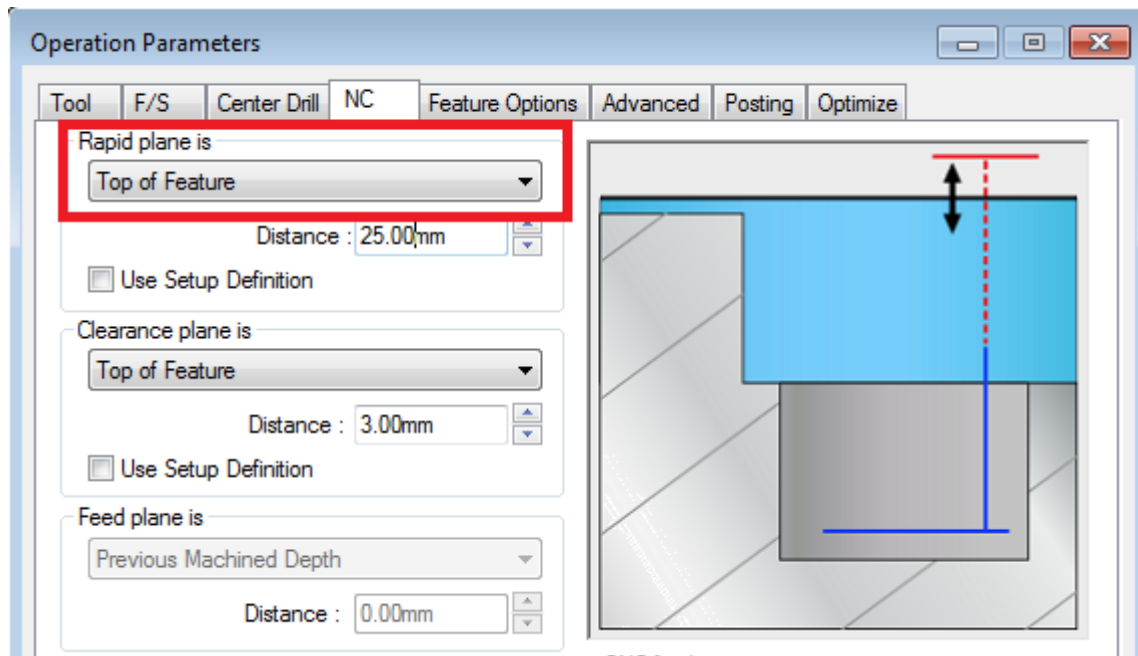 Operation Parameters
Tool F/S Center Drill NC Feature Options Advanced Posting Optimize
Rapid plane is
Top of Feature
Distance : 25.00mm
Use Setup Definition
Clearance plane is
Top of Feature
Distance : 3.00mm
Use Setup Definition
Feed plane is
Previous Machined Depth
Distance : 0.00mm